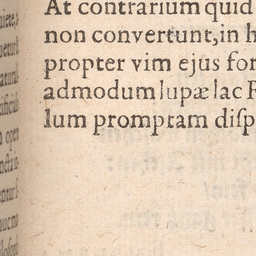 At contrarium quid
non convertunt, in h
propter vim ejus for
admodum lupæ lac R
lum promptam disp